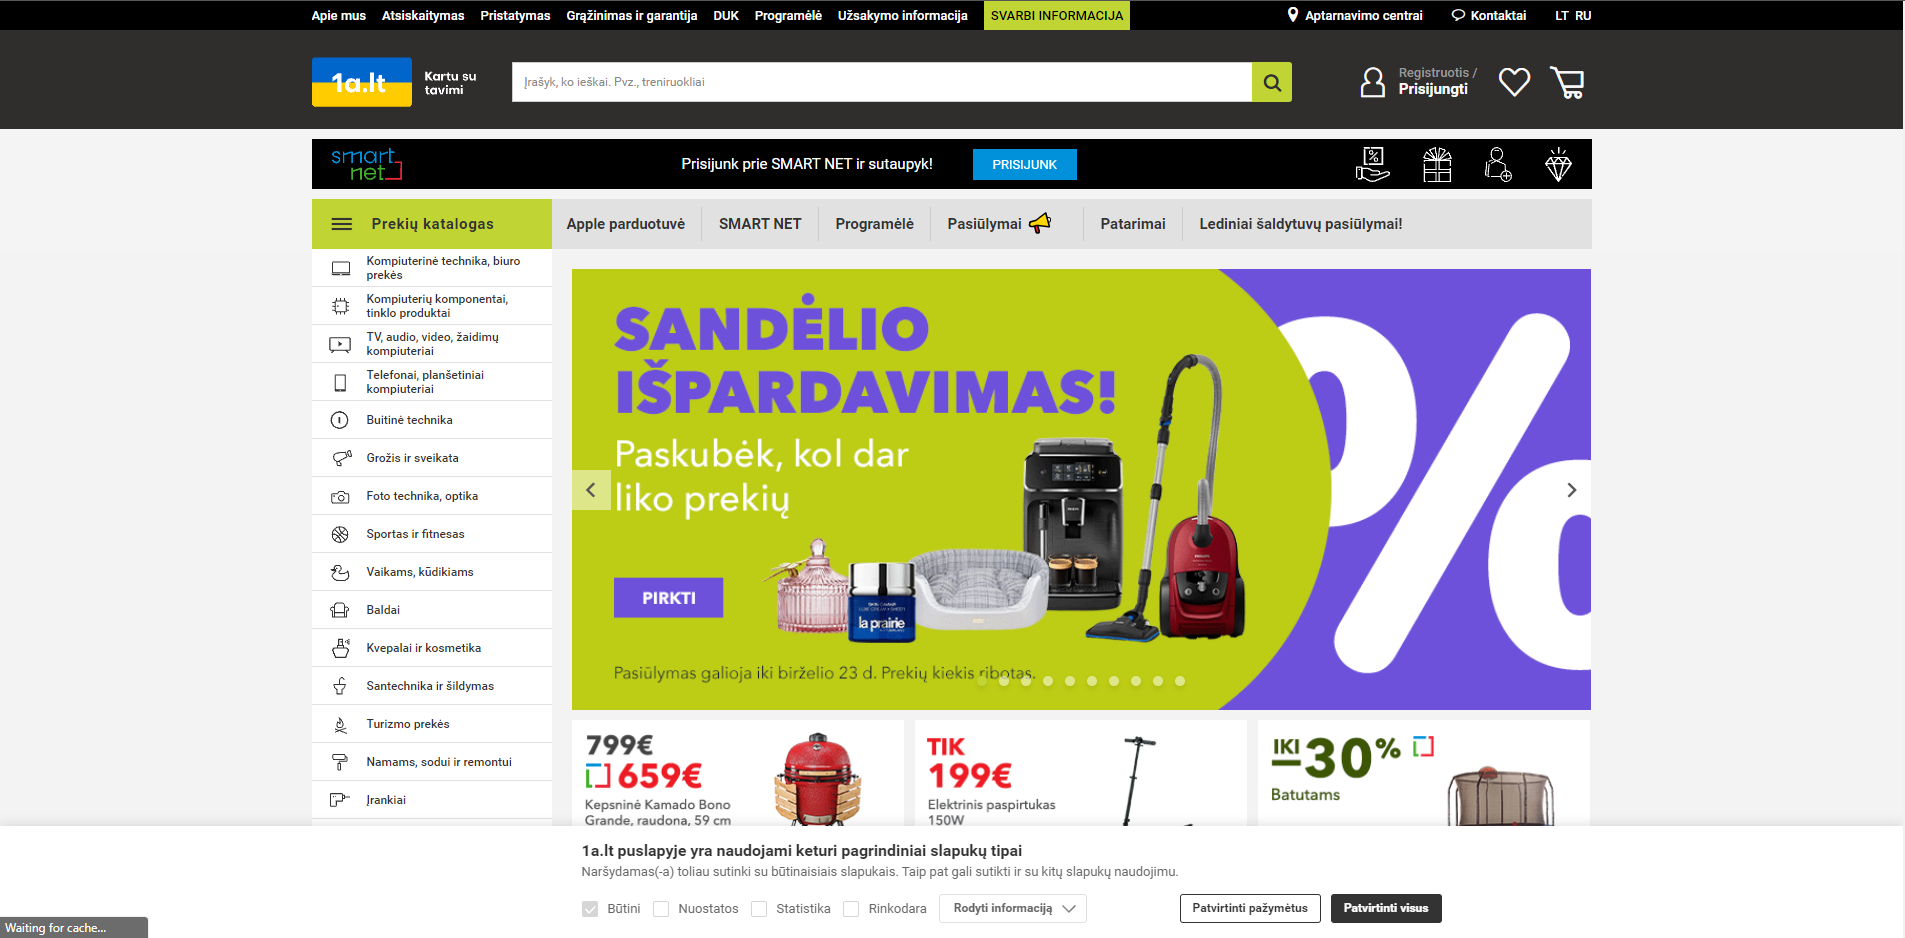 Apie mus Atsiskaitymas Pristatymas Grąžinimas ir garantija DUK Programėlė Užsakymo informacija SVARBI INFORMACIJA Aptarnavimo centrai Kontaktai LT RU
1a.lt
Kartu su
tavimi
Įrašyk, ko ieškai. Pvz., treniruokliai
Registruotis /
Prisijungti
smart
net
Prisijunk prie SMART NET ir sutaupyk!
PRISIJUNK
Prekių katalogas
Apple parduotuvė SMART NET Programėlė Pasiūlymai Patarimai Lediniai šaldytuvų pasiūlymai!
Kompiuterinė technika, biuro
prekės
Kompiuterių komponentai,
tinklo produktai
TV, audio, video, žaidimų
kompiuteriai
Telefonai, planšetiniai
kompiuteriai
Buitinė technika
Grožis ir sveikata
Foto technika, optika
Sportas ir fitnesas
Vaikams, kūdikiams
Baldai
Kvepalai ir kosmetika
Santechnika ir šildymas
Turizmo prekės
Namams, sodui ir remontui
Įrankiai
SANDĖLIO
IŠPARDAVIMAS!
Paskubėk, kol dar
liko prekių
PIRKTI
la prairie
%
Pasiūlymas galioja iki birželio 23 d. Prekių kiekis ribotas.
799€
659€
Kepsninė Kamado Bono
Grande, raudona, 59 cm
TIK
199€
Elektrinis paspirtukas
150W
IKI
-30%
Batutams
1a.lt puslapyje yra naudojami keturi pagrindiniai slapukų tipai
Naršydamas(-a) toliau sutinki su būtinaisiais slapukais. Taip pat gali sutikti ir su kitų slapukų naudojimu.
Būtini Nuostatos Statistika Rinkodara Rodyti informaciją Patvirtinti pažymėtus Patvirtinti visus
Waiting for cache...